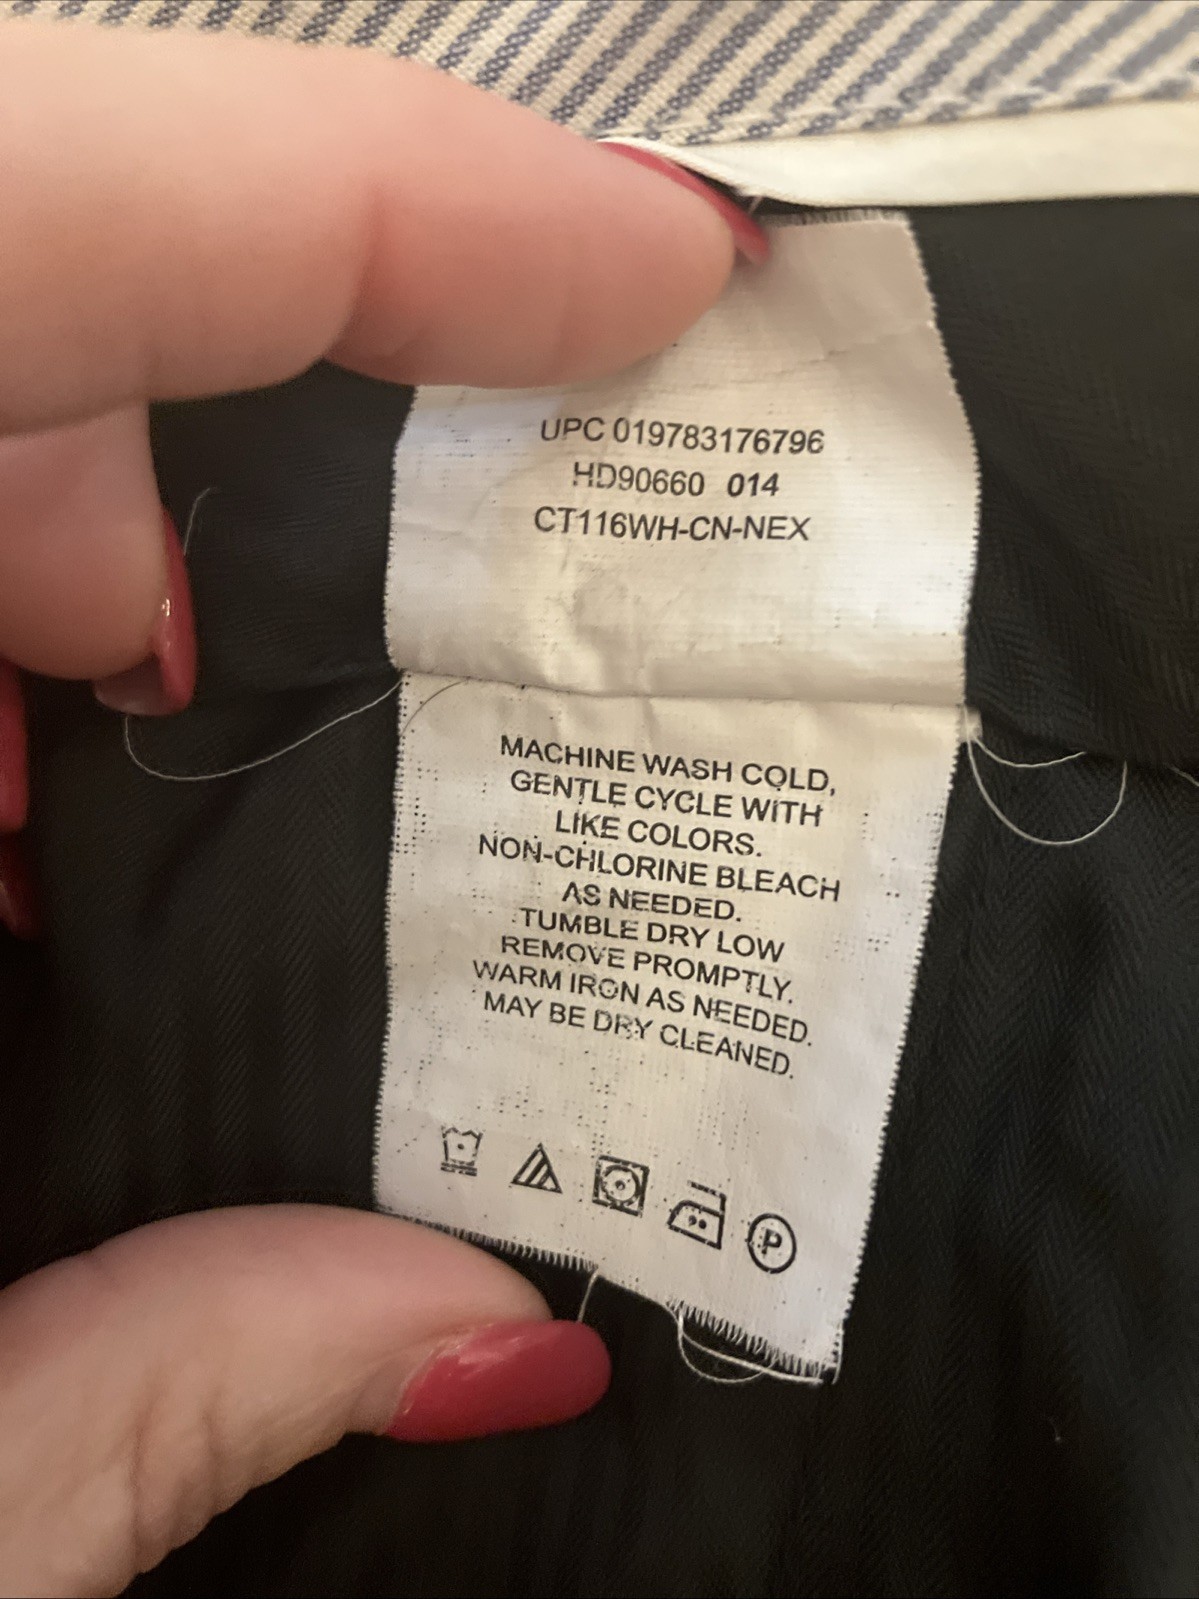 UPC 019783176796
HD90660 014
CT116WH-CN-NEX
MACHINE WASH COLD,
GENTLE CYCLE WITH
LIKE COLORS.
NON-CHLORINE BLEACH
AS NEEDED.
TUMBLE DRY LOW
REMOVE PROMPTLY.
WARM IRON AS NEEDED.
MAY BE DRY CLEANED.
P